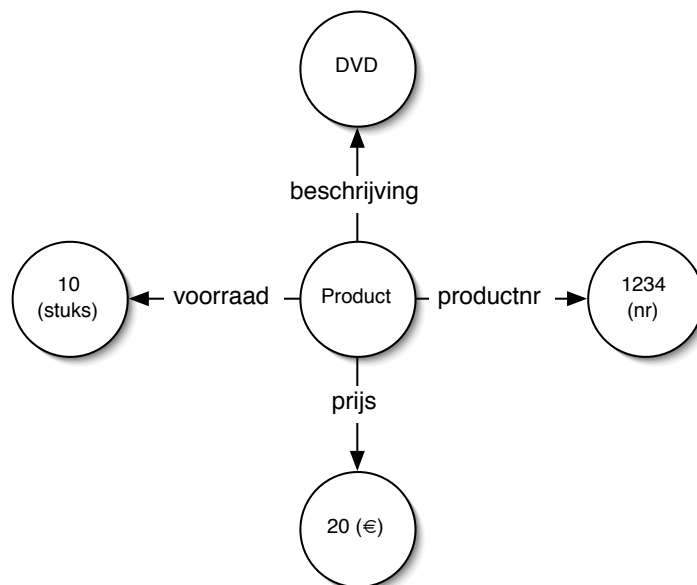 DVD
beschrijving
10
(stuks)
voorraad
Product
productnr
1234
(nr)
prijs
20 (€)